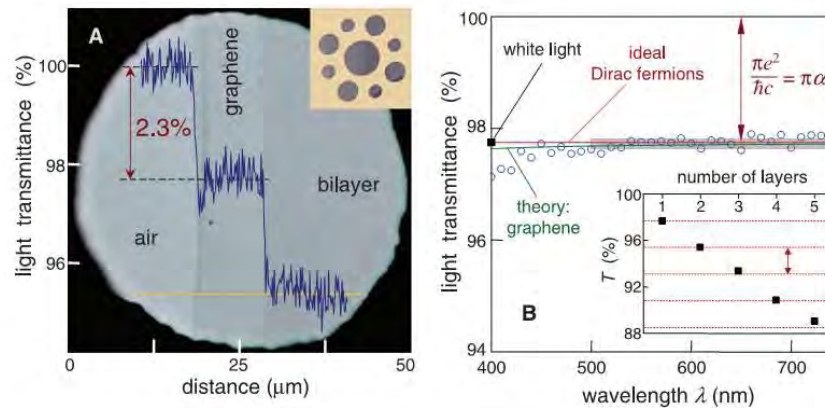 A
100
98
96
light transmittance (%)
2.3%
air
graphene
bilayer
0
25
50
distance (μm)
100
98
96
94
light transmittance (%)
white light
ideal
Dirac fermions
πe²/ħc = πα
theory:
graphene
B
number of layers
1 2 3 4 5
T (%)
100
96
92
88
400 500 600 700
wavelength λ (nm)